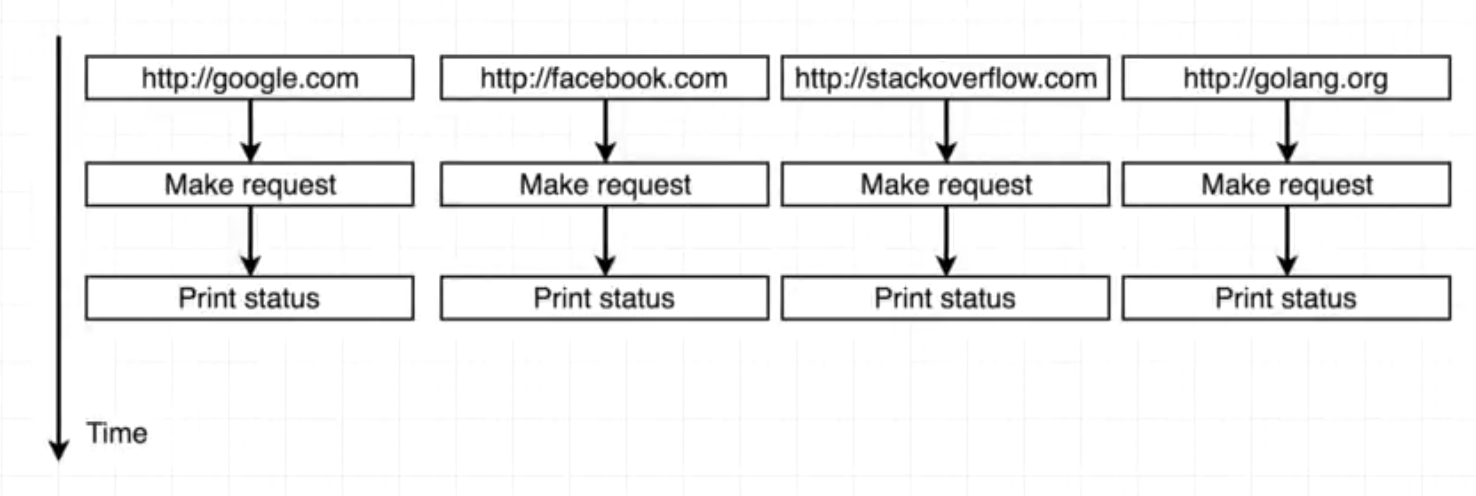 http://google.com
http://facebook.com
http://stackoverflow.com
http://golang.org
Make request
Make request
Make request
Make request
Print status
Print status
Print status
Print status
Time